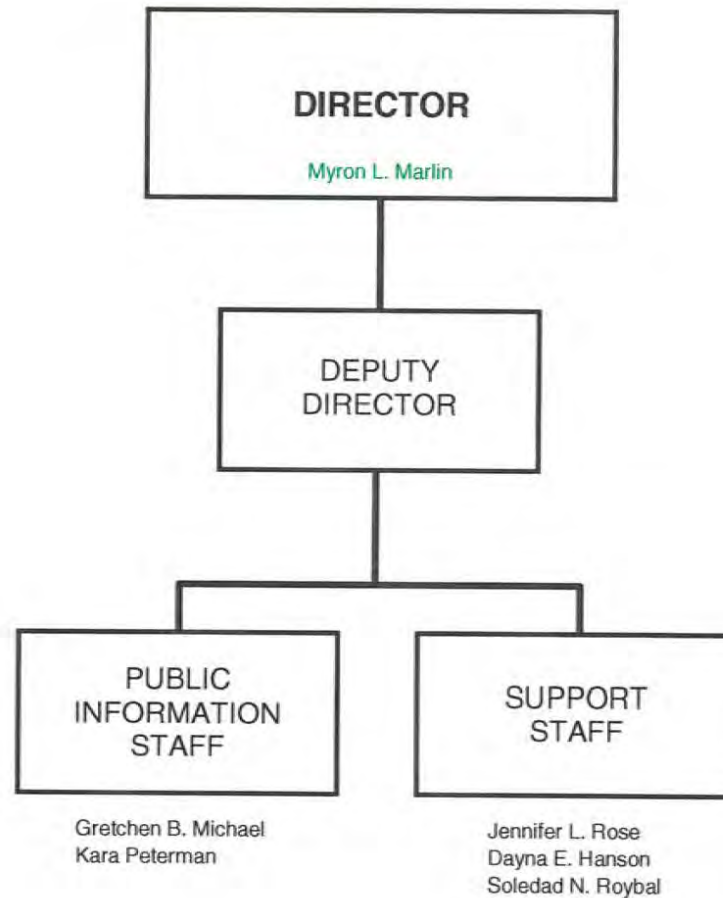 DIRECTOR
Myron L. Marlin
DEPUTY
DIRECTOR
PUBLIC
INFORMATION
STAFF
Gretchen B. Michael
Kara Peterman
SUPPORT
STAFF
Jennifer L. Rose
Dayna E. Hanson
Soledad N. Roybal